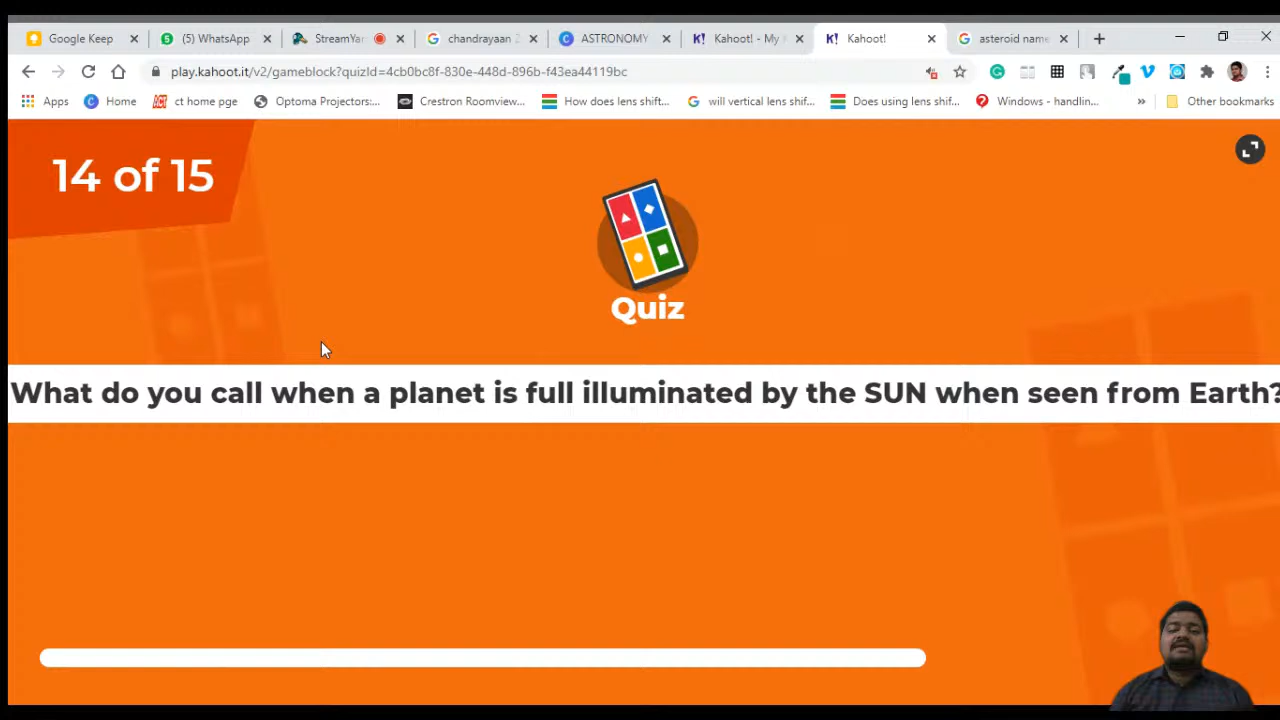 Google Keep
(5) WhatsApp
StreamYar
chandrayaan 2
ASTRONOMY
Kahoot! - My
Kahoot!
asteroid name
play.kahoot.it/v2/gameblock?quizId=4cb0bc8f-830e-448d-896b-f43ea44119bc
Apps
Home
ct home pge
Optoma Projectors:...
Crestron Roomview...
How does lens shift...
will vertical lens shif...
Does using lens shif...
Windows - handlin...
Other bookmarks
14 of 15
Quiz
What do you call when a planet is full illuminated by the SUN when seen from Earth?